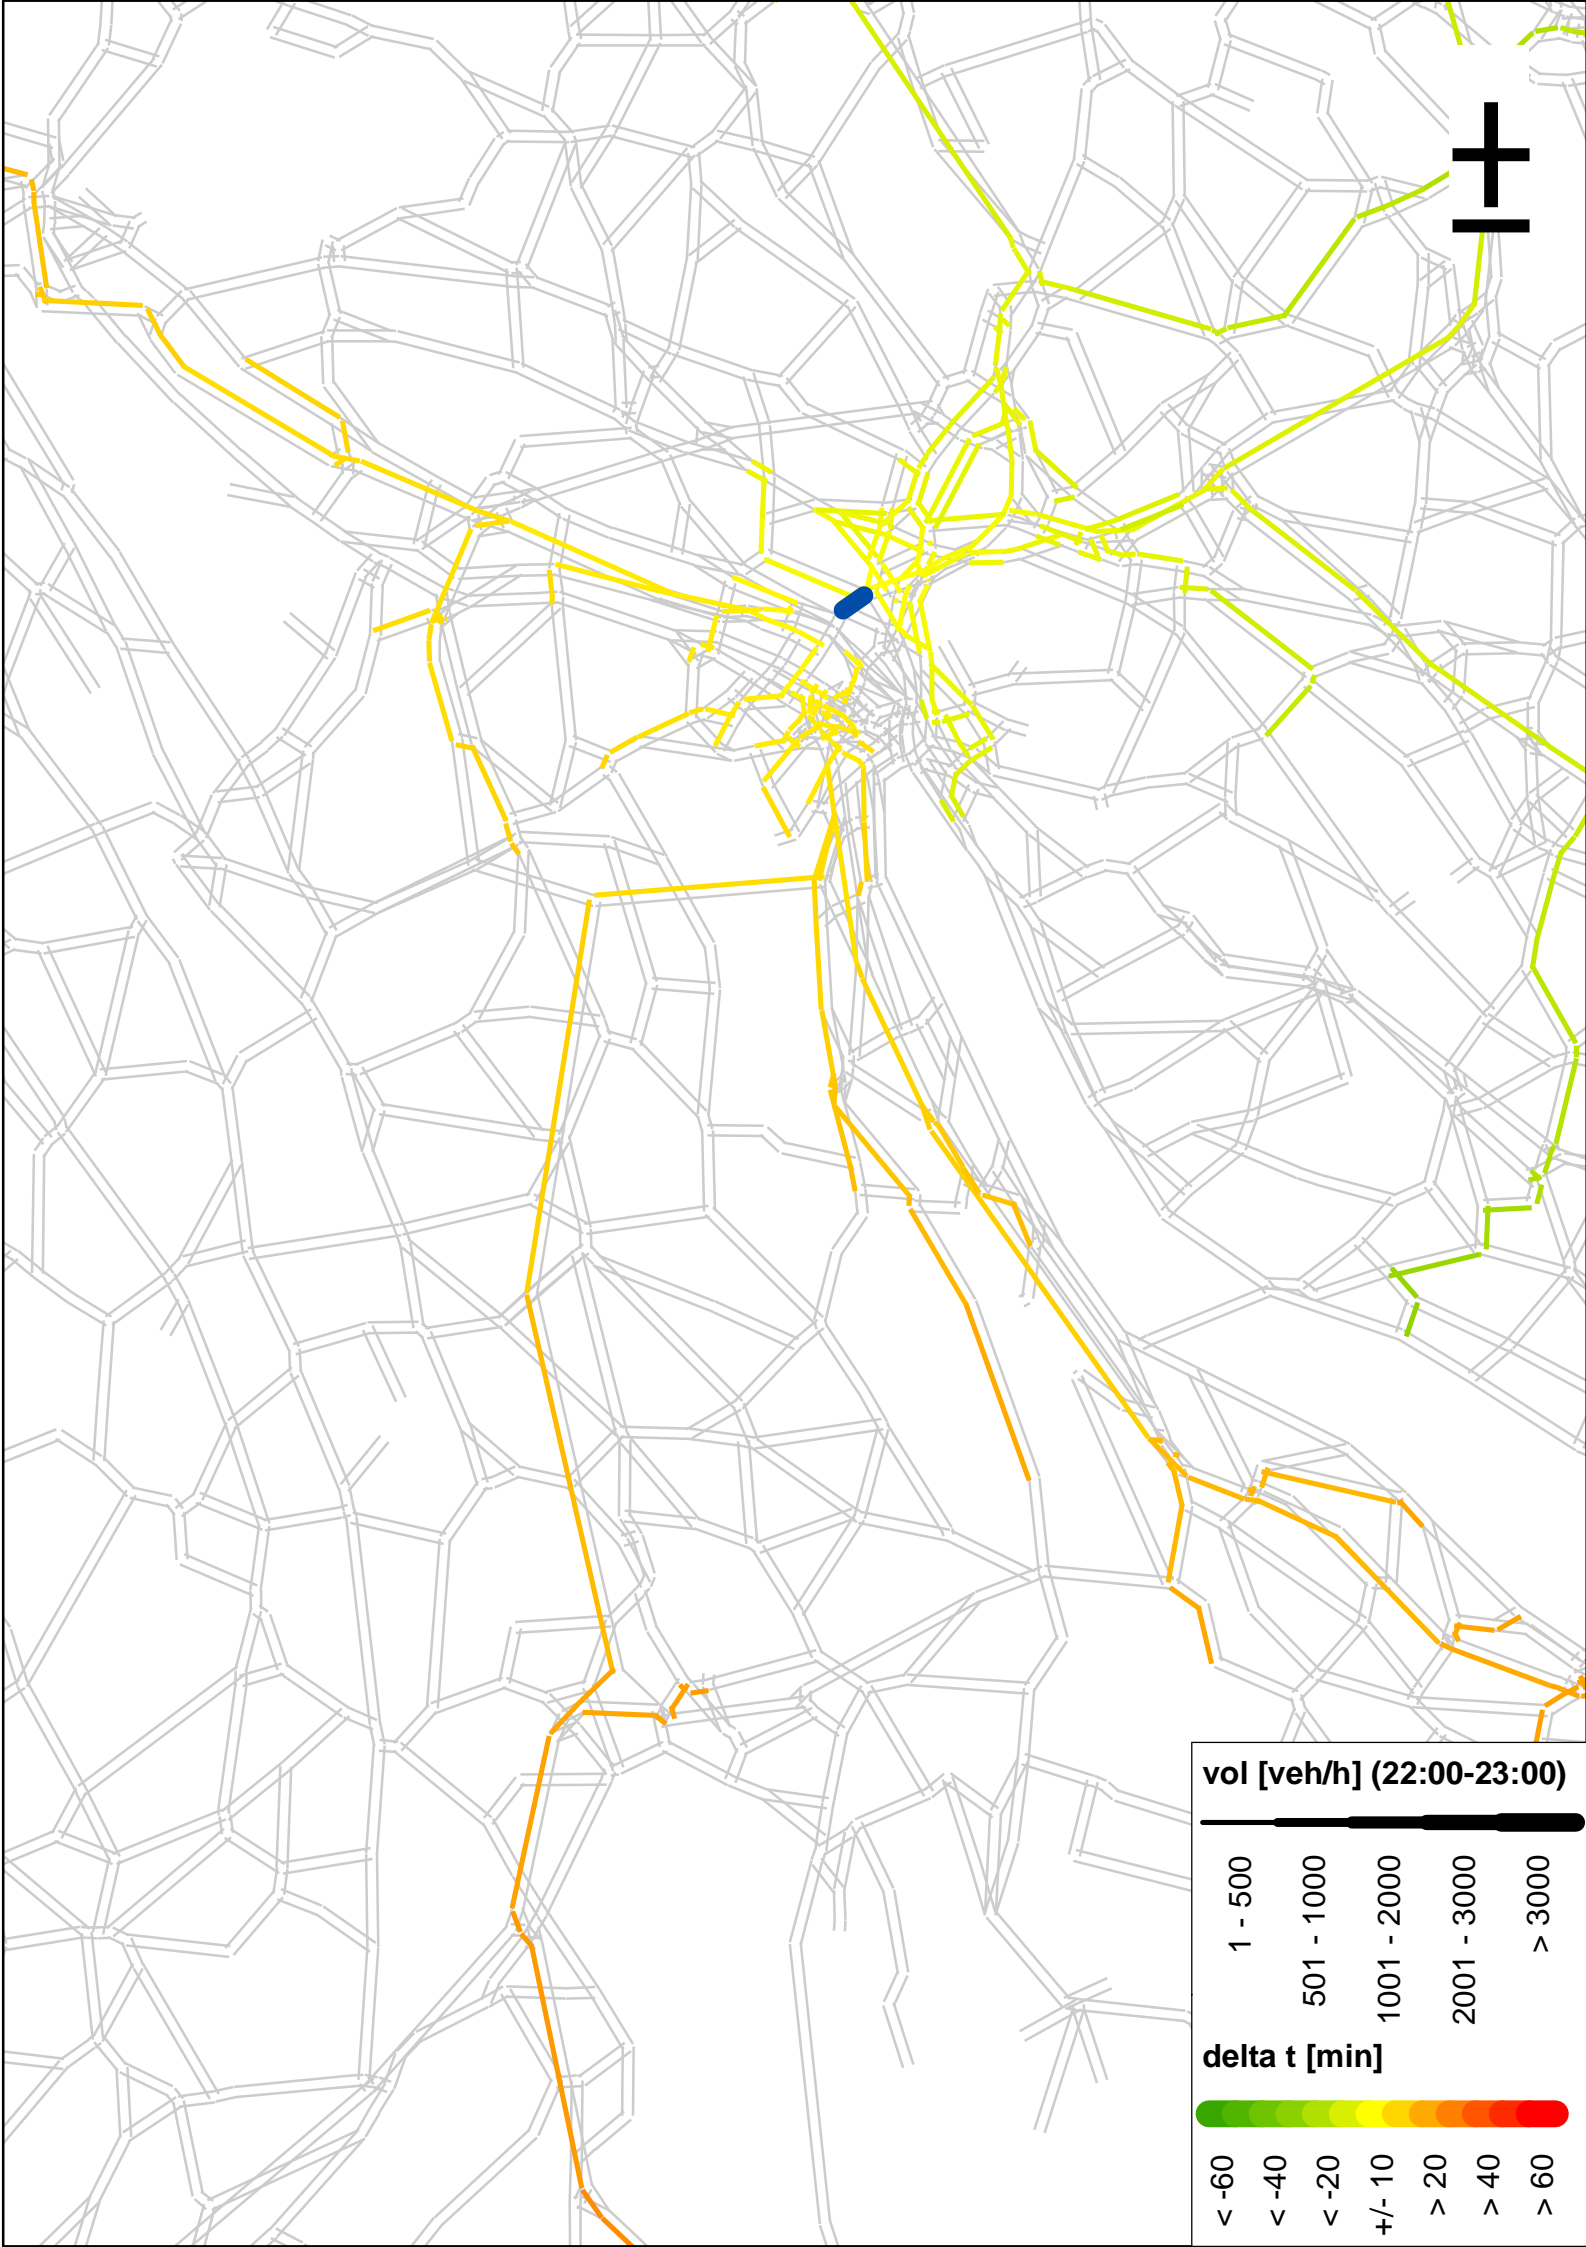 vol [veh/h] (22:00-23:00)
1 - 500
501 - 1000
1001 - 2000
2001 - 3000
> 3000
delta t [min]
< -60
< -40
< -20
+/- 10
> 20
> 40
> 60